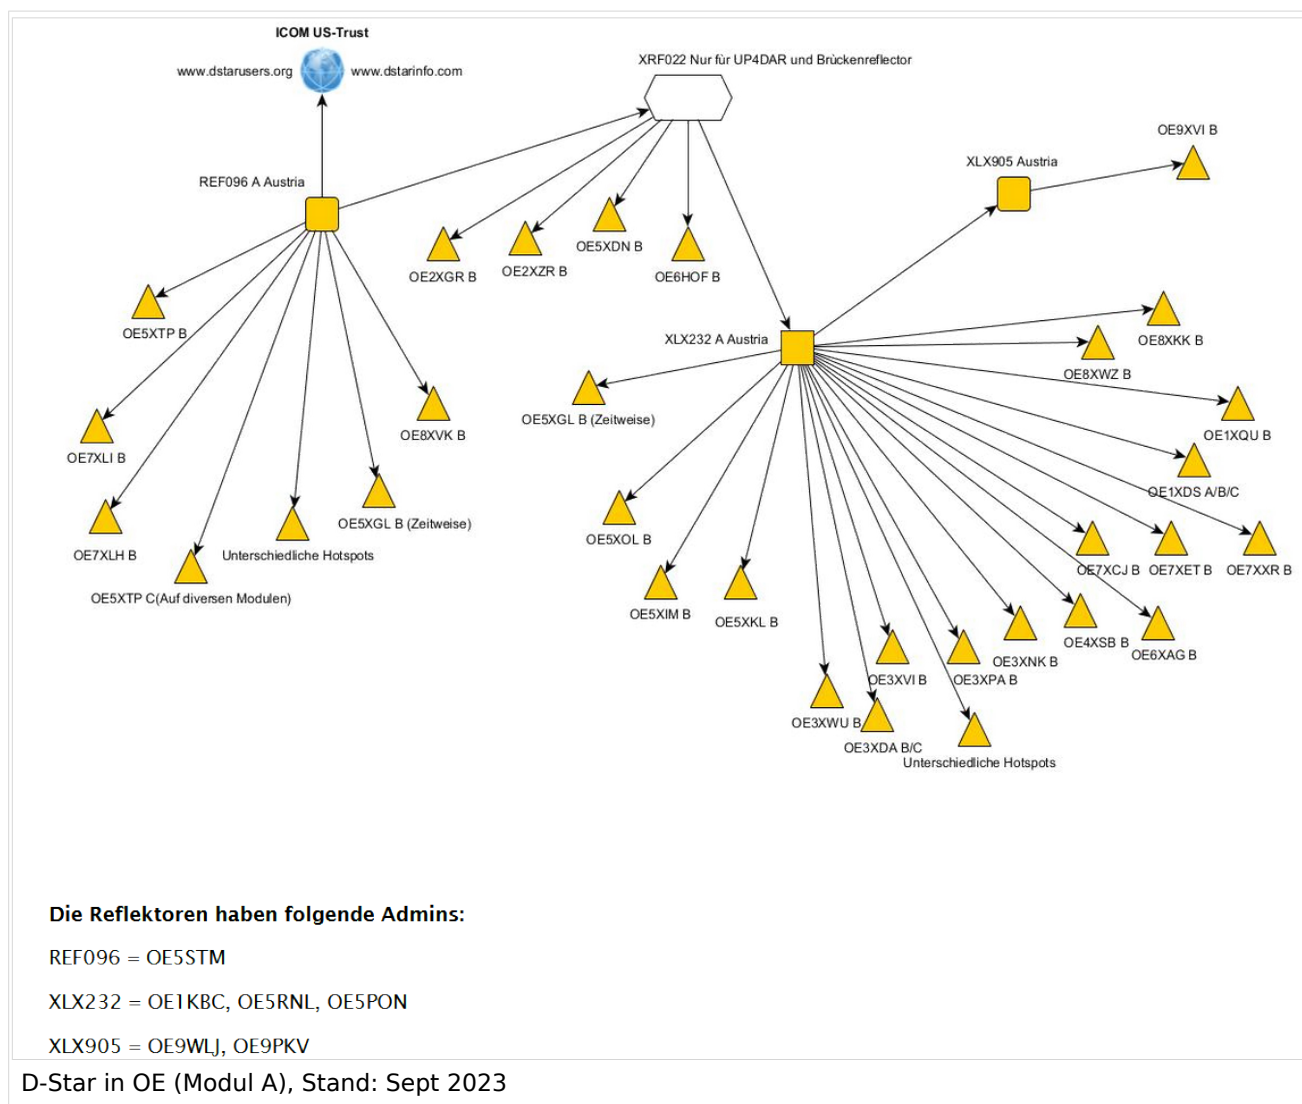 ICOM US-Trust
www.dstarusers.org www.dstarinfo.com
XRF022 Nur für UP4DAR und Brückenreflector
OE9XVI B
XLX905 Austria
REF096 A Austria
OE5XDN B
OE2XZR B
OE2XGR B
OE6HOF B
OE5XTP B
XLX232 A Austria
OE8XKK B
OE8XWZ B
OE5XGL B (Zeitweise)
OE8XVK B
OE1XQU B
OE7XLI B
OE1XDS A/B/C
OE5XGL B (Zeitweise)
OE5XOL B
OE7XLH B
Unterschiedliche Hotspots
OE7XCJ B
OE7XET B
OE7XXR B
OE5XTP C(Auf diversen Modulen)
OE5XIM B
OE5XKL B
OE4XSB B
OE6XAG B
OE3XNK B
OE3XVI B
OE3XPA B
OE3XWU B
OE3XDA B/C
Unterschiedliche Hotspots
Die Reflektoren haben folgende Admins:
REF096 = OE5STM
XLX232 = OE1KBC, OE5RNL, OE5PON
XLX905 = OE9WLJ, OE9PKV
D-Star in OE (Modul A), Stand: Sept 2023